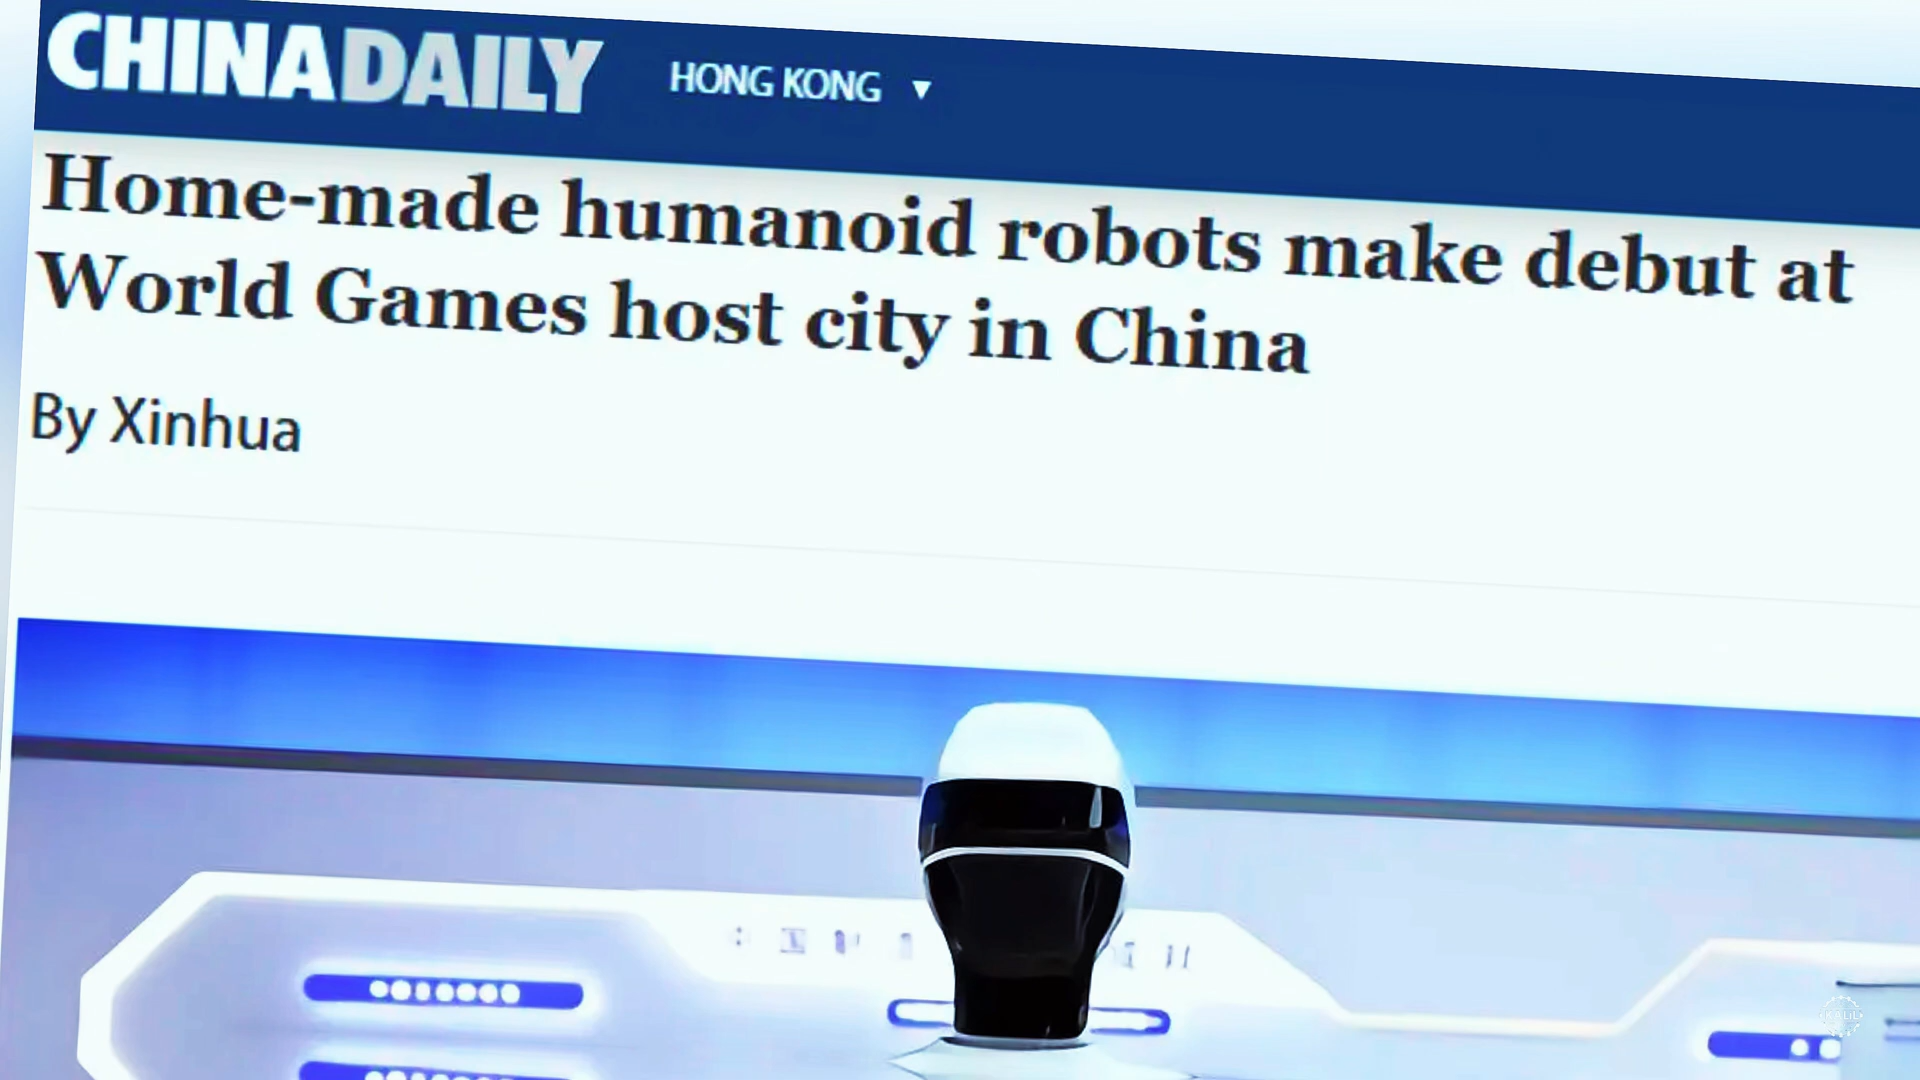 CHINADAILY HONG KONG ▼
Home-made humanoid robots make debut at
World Games host city in China
By Xinhua